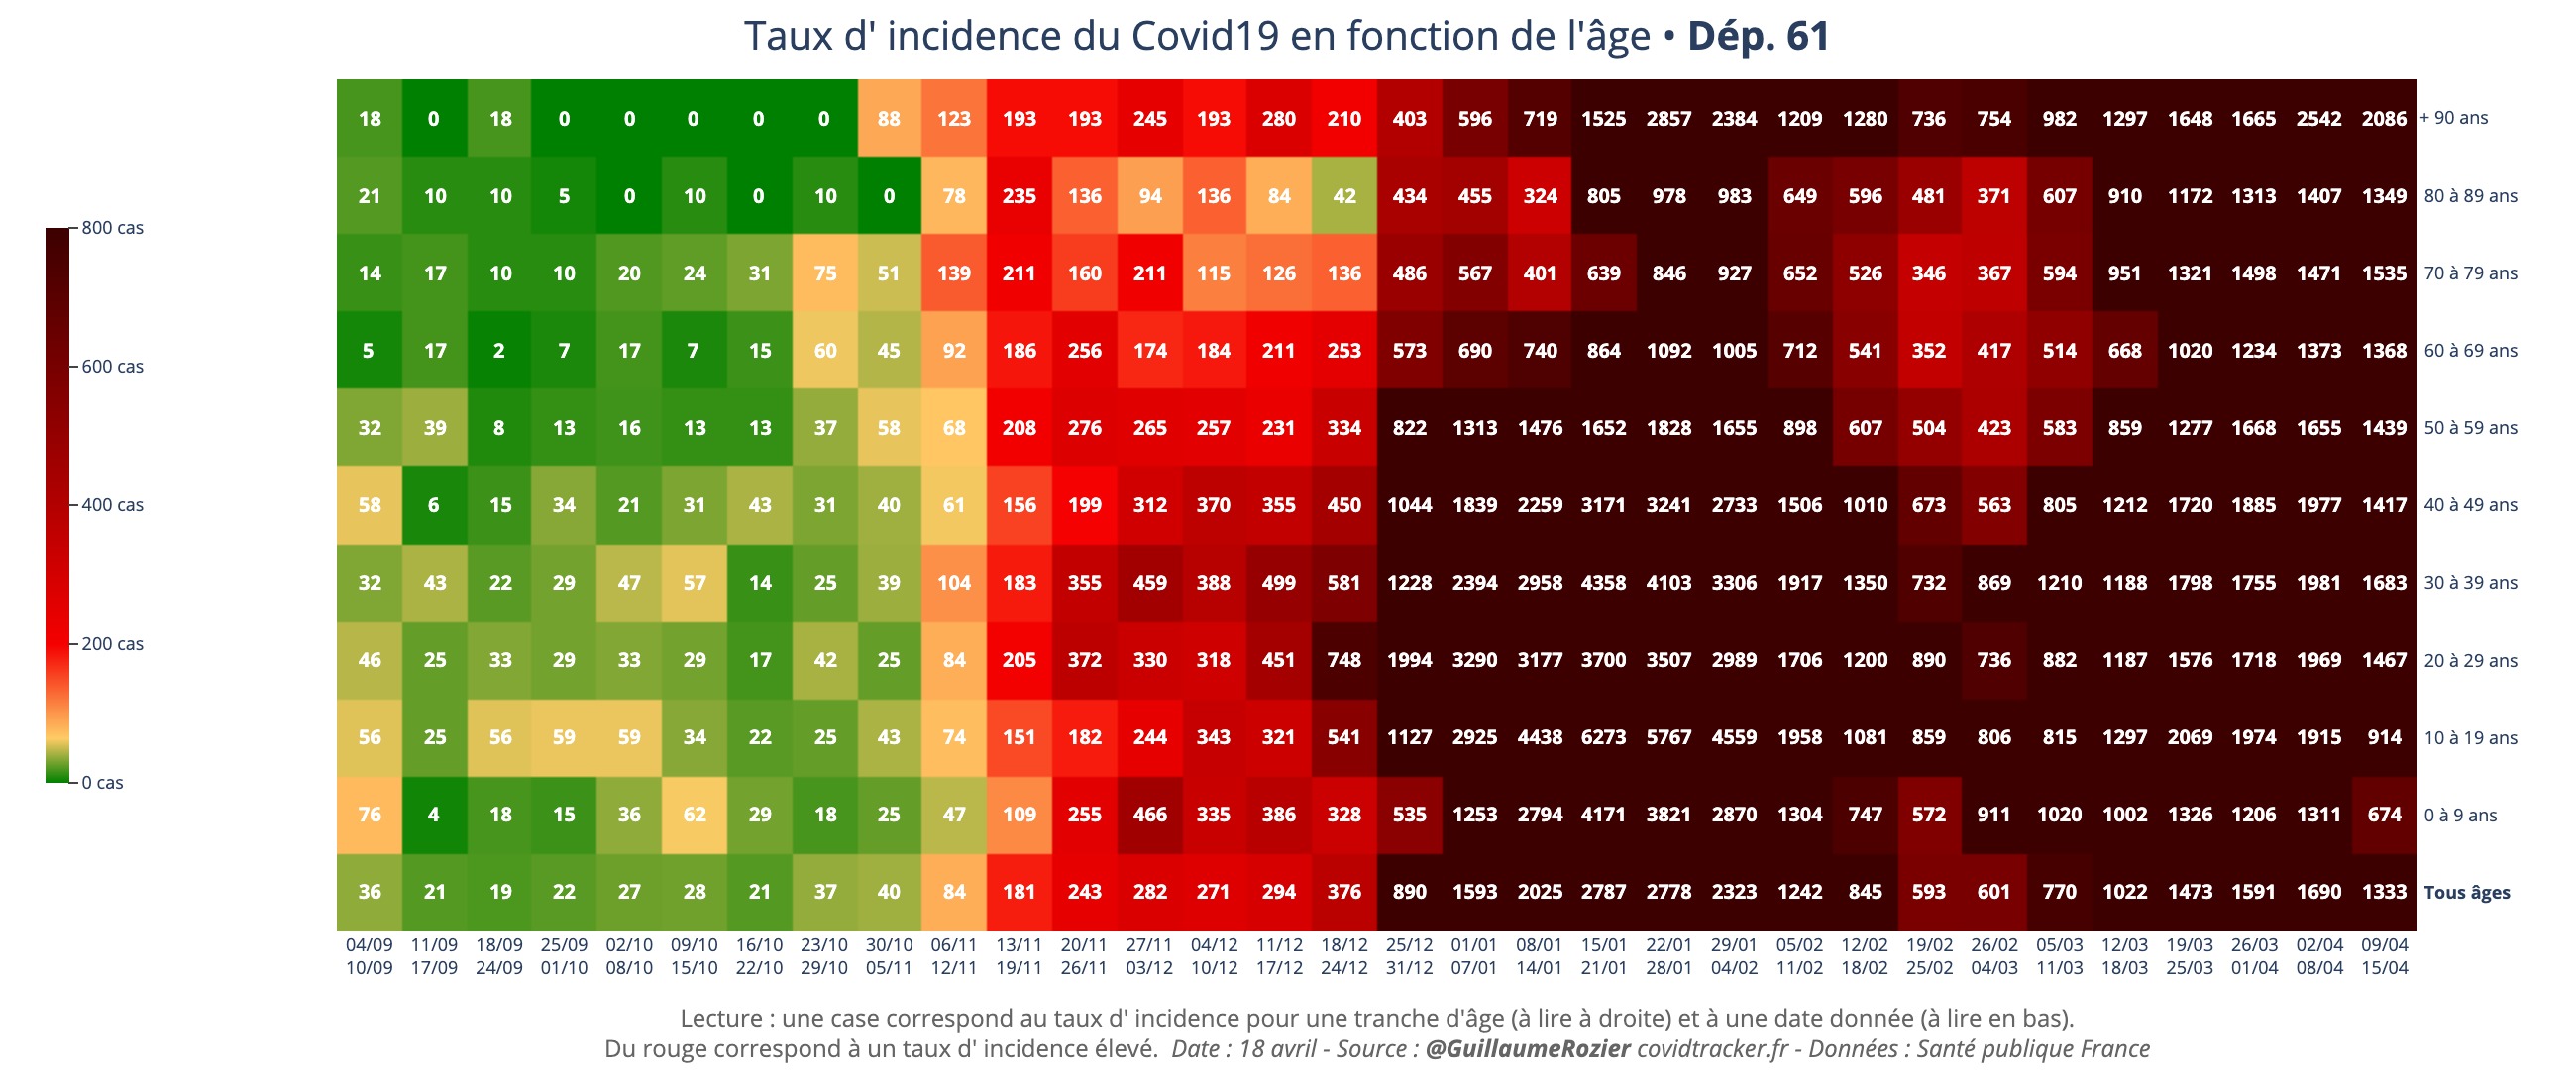 Taux d' incidence du Covid19 en fonction de l'âge • Dép. 61
800 cas
600 cas
400 cas
200 cas
0 cas
18 0 18 0 0 0 0 0 88 123 193 193 245 193 280 210 403 596 719 1525 2857 2384 1209 1280 736 754 982 1297 1648 1665 2542 2086 + 90 ans
21 10 10 5 0 10 0 10 0 78 235 136 94 136 84 42 434 455 324 805 978 983 649 596 481 371 607 910 1172 1313 1407 1349 80 à 89 ans
14 17 10 10 20 24 31 75 51 139 211 160 211 115 126 136 486 567 401 639 846 927 652 526 346 367 594 951 1321 1498 1471 1535 70 à 79 ans
5 17 2 7 17 7 15 60 45 92 186 256 174 184 211 253 573 690 740 864 1092 1005 712 541 352 417 514 668 1020 1234 1373 1368 60 à 69 ans
32 39 8 13 16 13 13 37 58 68 208 276 265 257 231 334 822 1313 1476 1652 1828 1655 898 607 504 423 583 859 1277 1668 1655 1439 50 à 59 ans
58 6 15 34 21 31 43 31 40 61 156 199 312 370 355 450 1044 1839 2259 3171 3241 2733 1506 1010 673 563 805 1212 1720 1885 1977 1417 40 à 49 ans
32 43 22 29 47 57 14 25 39 104 183 355 459 388 499 581 1228 2394 2958 4358 4103 3306 1917 1350 732 869 1210 1188 1798 1755 1981 1683 30 à 39 ans
46 25 33 29 33 29 17 42 25 84 205 372 330 318 451 748 1994 3290 3177 3700 3507 2989 1706 1200 890 736 882 1187 1576 1718 1969 1467 20 à 29 ans
56 25 56 59 59 34 22 25 43 74 151 182 244 343 321 541 1127 2925 4438 6273 5767 4559 1958 1081 859 806 815 1297 2069 1974 1915 914 10 à 19 ans
76 4 18 15 36 62 29 18 25 47 109 255 466 335 386 328 535 1253 2794 4171 3821 2870 1304 747 572 911 1020 1002 1326 1206 1311 674 0 à 9 ans
36 21 19 22 27 28 21 37 40 84 181 243 282 271 294 376 890 1593 2025 2787 2778 2323 1242 845 593 601 770 1022 1473 1591 1690 1333 Tous âges
04/09 11/09 18/09 25/09 02/10 09/10 16/10 23/10 30/10 06/11 13/11 20/11 27/11 04/12 11/12 18/12 25/12 01/01 08/01 15/01 22/01 29/01 05/02 12/02 19/02 26/02 05/03 12/03 19/03 26/03 02/04 09/04
10/09 17/09 24/09 01/10 08/10 15/10 22/10 29/10 05/11 12/11 19/11 26/11 03/12 10/12 17/12 24/12 31/12 07/01 14/01 21/01 28/01 04/02 11/02 18/02 25/02 04/03 11/03 18/03 25/03 01/04 08/04 15/04
Lecture : une case correspond au taux d' incidence pour une tranche d'âge (à lire à droite) et à une date donnée (à lire en bas).
Du rouge correspond à un taux d' incidence élevé. Date : 18 avril - Source : @GuillaumeRozier covidtracker.fr - Données : Santé publique France